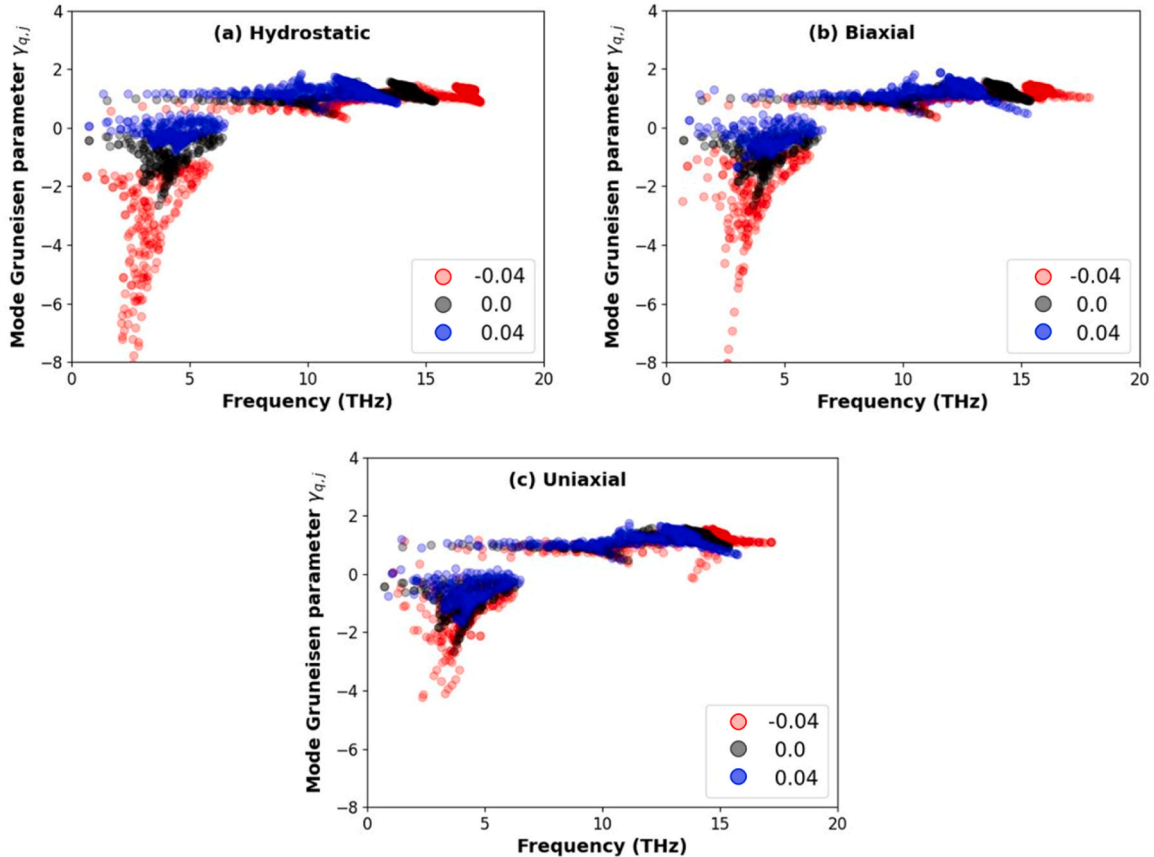 (a) Hydrostatic
Mode Gruneisen parameter γq,j
4
2
0
−2
−4
−6
−8
-0.04
0.0
0.04
0 5 10 15 20
Frequency (THz)
(b) Biaxial
Mode Gruneisen parameter γq,j
4
2
0
−2
−4
−6
−8
-0.04
0.0
0.04
0 5 10 15 20
Frequency (THz)
(c) Uniaxial
Mode Gruneisen parameter γq,j
4
2
0
−2
−4
−6
−8
-0.04
0.0
0.04
0 5 10 15 20
Frequency (THz)